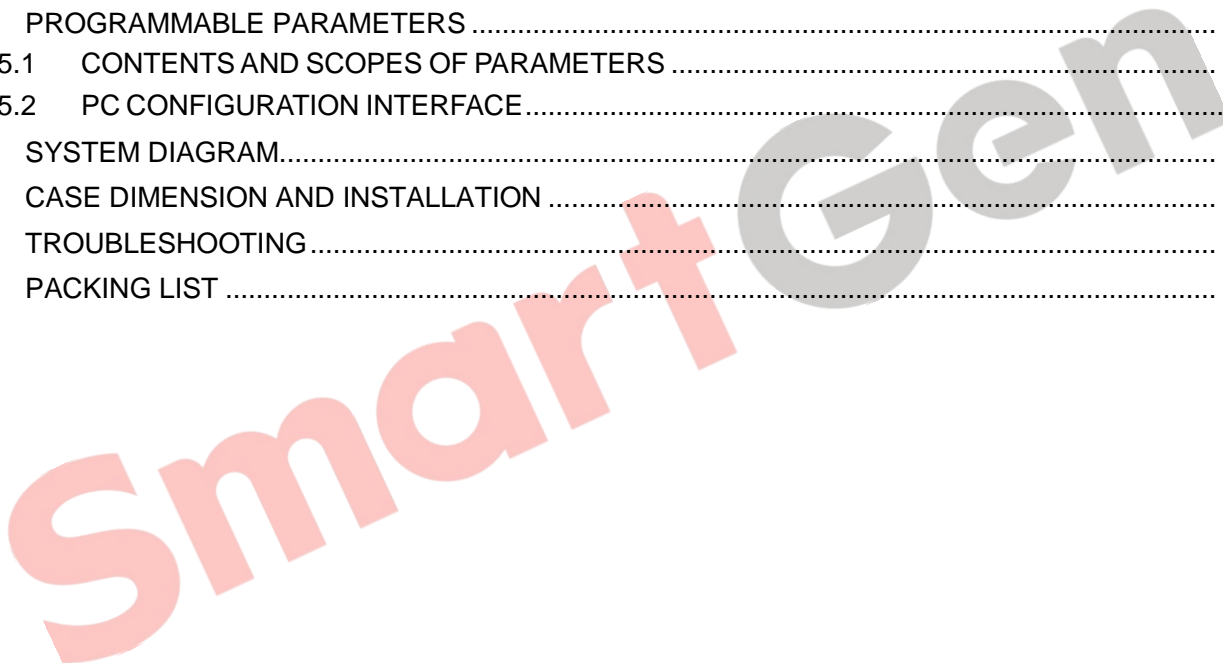 PROGRAMMABLE PARAMETERS ................................................................................................
5.1 CONTENTS AND SCOPES OF PARAMETERS ......................................................................
5.2 PC CONFIGURATION INTERFACE..........................................................................................
SYSTEM DIAGRAM.........................................................................................................................
CASE DIMENSION AND INSTALLATION ......................................................................................
TROUBLESHOOTING.....................................................................................................................
PACKING LIST ................................................................................................................................
SmartGen